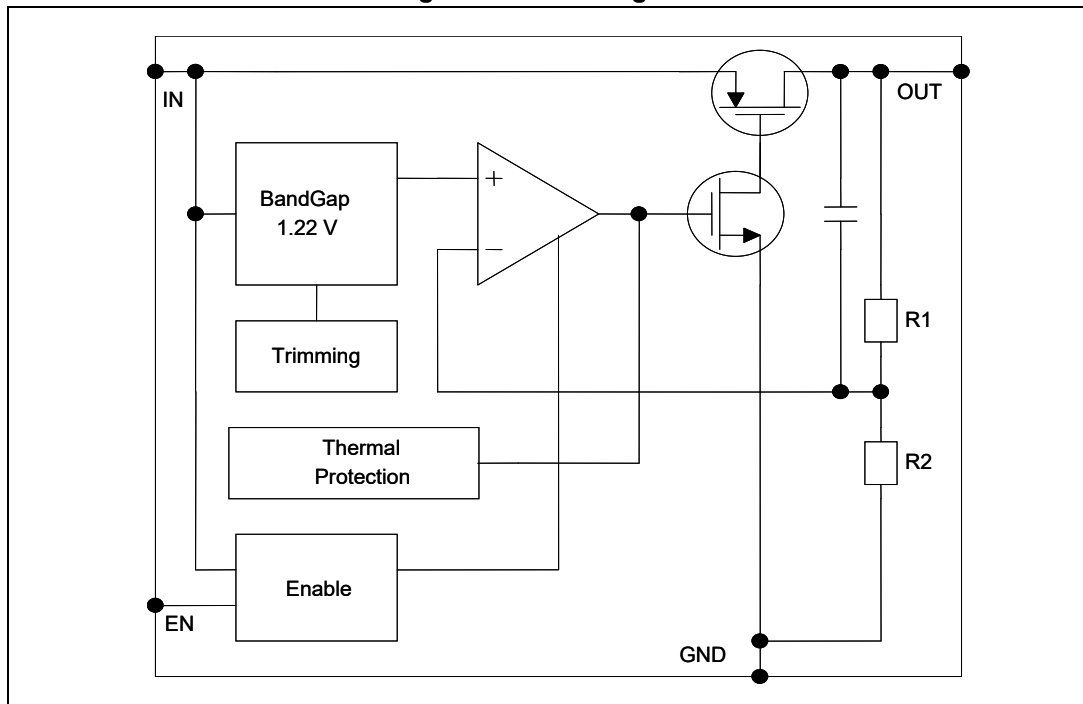 IN
OUT
BandGap
1.22 V
+
−
R1
Trimming
Thermal
Protection
R2
Enable
EN
GND